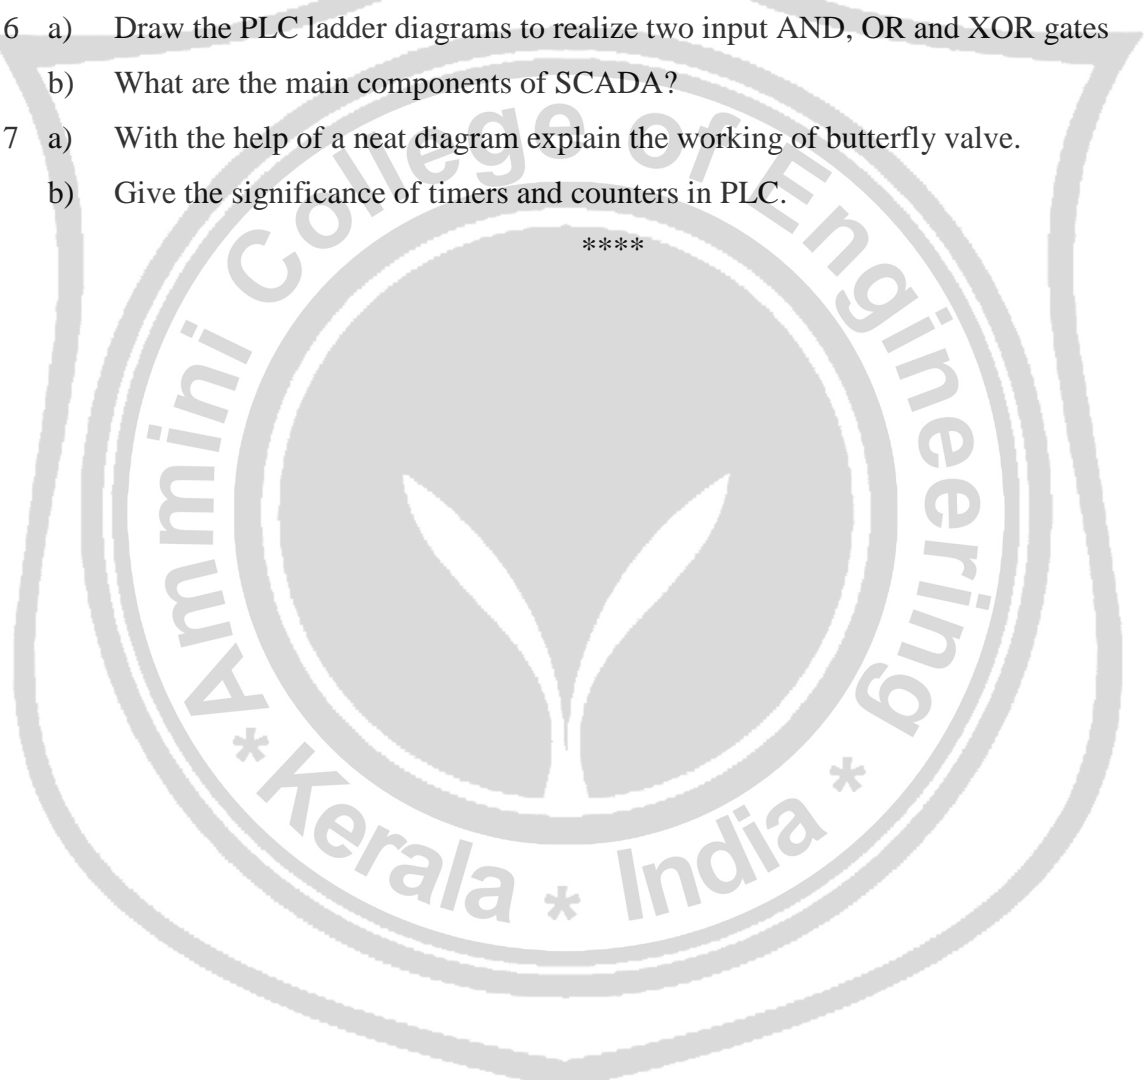 6 a) Draw the PLC ladder diagrams to realize two input AND, OR and XOR gates
b) What are the main components of SCADA?
7 a) With the help of a neat diagram explain the working of butterfly valve.
b) Give the significance of timers and counters in PLC.
****
Ammini College of Engineering
* Kerala * India *